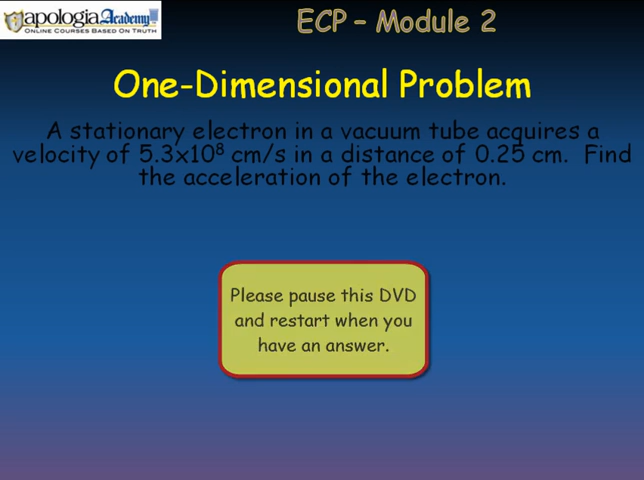 apologia Academy
ONLINE COURSES BASED ON TRUTH
ECP – Module 2
One-Dimensional Problem
A stationary electron in a vacuum tube acquires a
velocity of 5.3x10⁸ cm/s in a distance of 0.25 cm. Find
the acceleration of the electron.
Please pause this DVD
and restart when you
have an answer.